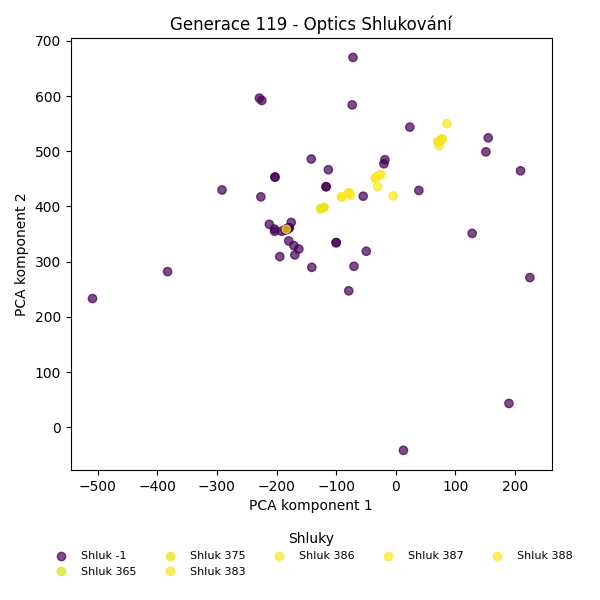 Generace 119 - Optics Shlukování
PCA komponent 2
700
600
500
400
300
200
100
0
−500 −400 −300 −200 −100 0 100 200
PCA komponent 1
Shluky
Shluk -1 Shluk 375 Shluk 386 Shluk 387 Shluk 388
Shluk 365 Shluk 383